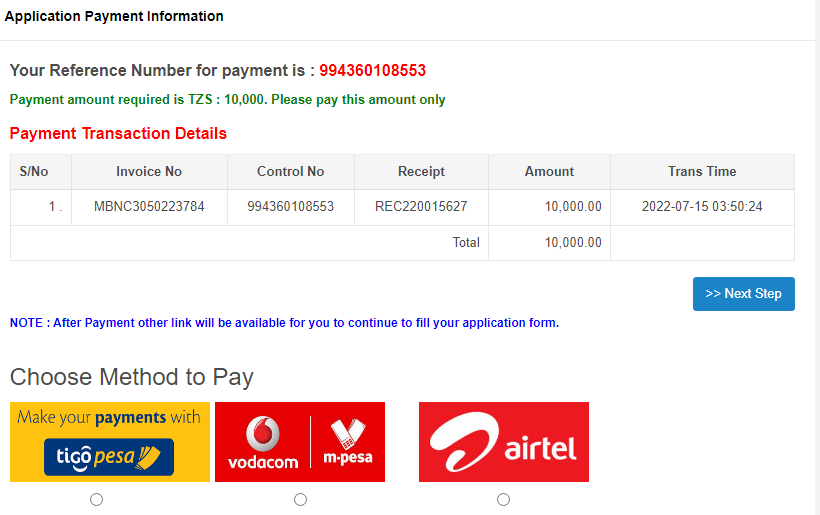 Application Payment Information
Your Reference Number for payment is : 994360108553
Payment amount required is TZS : 10,000. Please pay this amount only
Payment Transaction Details
S/No Invoice No Control No Receipt Amount Trans Time
1 . MBNC3050223784 994360108553 REC220015627 10,000.00 2022-07-15 03:50:24
Total 10,000.00
>> Next Step
NOTE : After Payment other link will be available for you to continue to fill your application form.
Choose Method to Pay
Make your payments with
tigo pesa
vodacom m-pesa
airtel